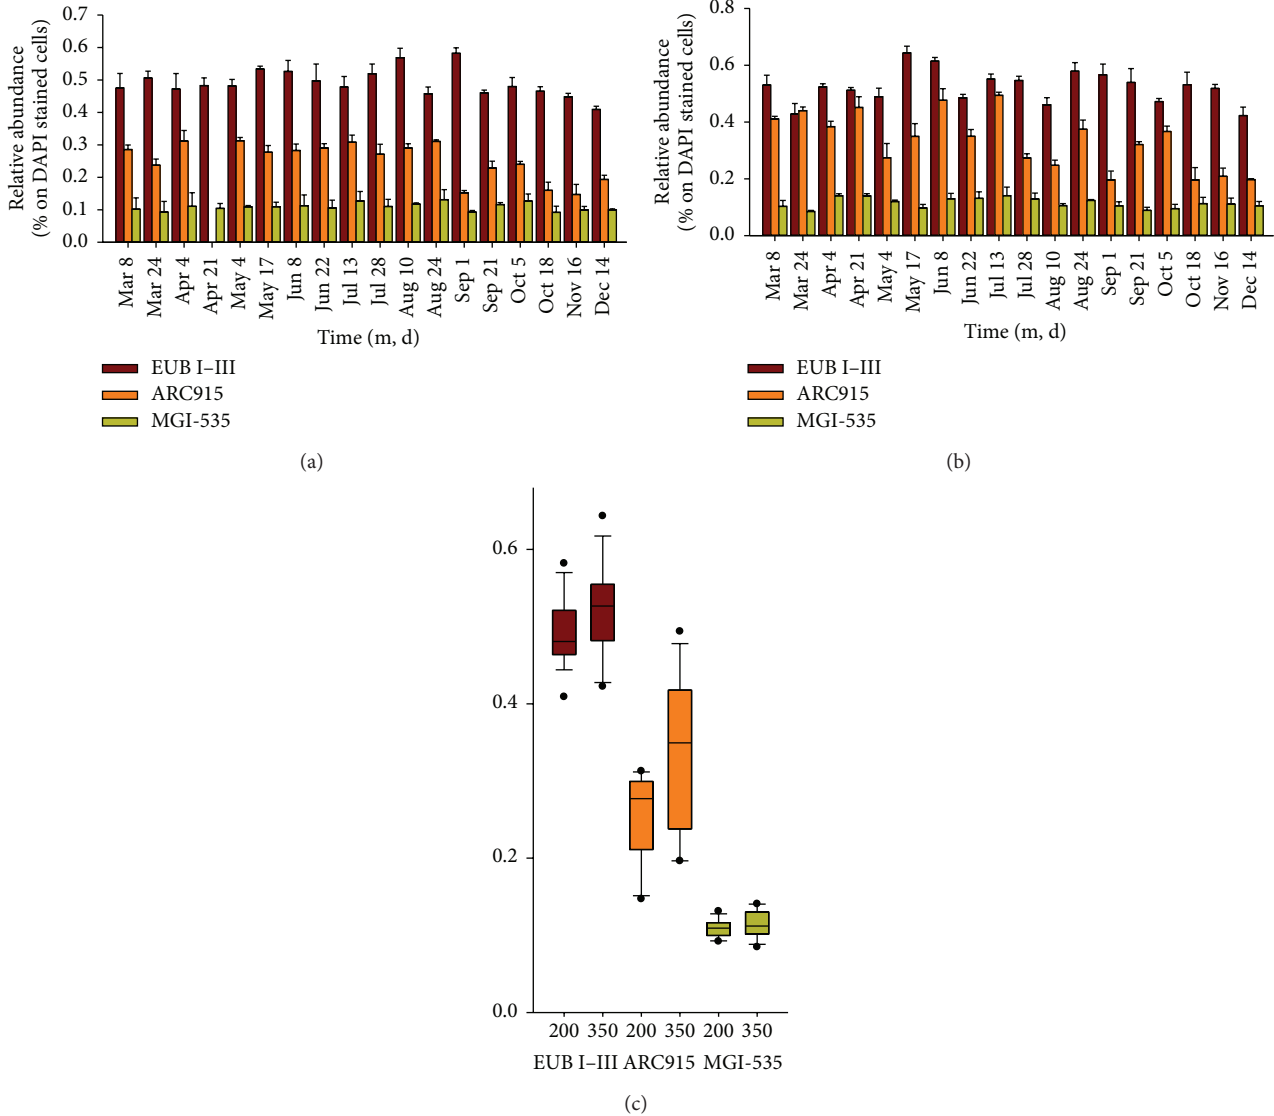 Relative abundance
(% on DAPI stained cells)
0.7
0.6
0.5
0.4
0.3
0.2
0.1
0.0
Mar 8
Mar 24
Apr 4
Apr 21
May 4
May 17
Jun 8
Jun 22
Jul 13
Jul 28
Aug 10
Aug 24
Sep 1
Sep 21
Oct 5
Oct 18
Nov 16
Dec 14
Time (m, d)
EUB I–III
ARC915
MGI-535
(a)
Relative abundance
(% on DAPI stained cells)
0.8
0.6
0.4
0.2
0.0
Mar 8
Mar 24
Apr 4
Apr 21
May 4
May 17
Jun 8
Jun 22
Jul 13
Jul 28
Aug 10
Aug 24
Sep 1
Sep 21
Oct 5
Oct 18
Nov 16
Dec 14
Time (m, d)
EUB I–III
ARC915
MGI-535
(b)
0.6
0.4
0.2
0.0
200 350 200 350 200 350
EUB I–III ARC915 MGI-535
(c)